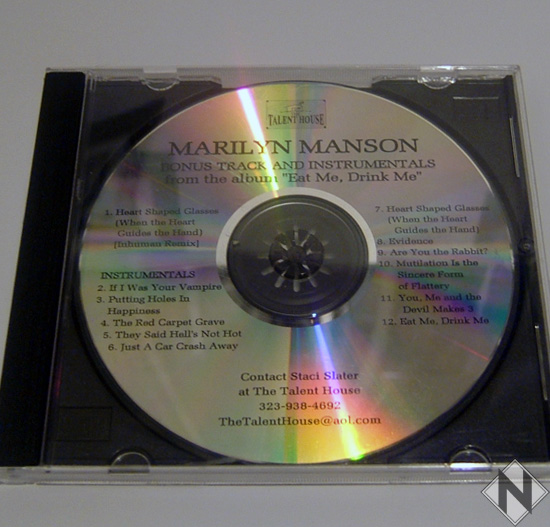 TALENT HOUSE
MARILYN MANSON
BONUS TRACK AND INSTRUMENTALS
from the album "Eat Me, Drink Me"
1. Heart Shaped Glasses
(When the Heart
Guides the Hand)
[Inhuman Remix]
INSTRUMENTALS
2. If I Was Your Vampire
3. Putting Holes In
Happiness
4. The Red Carpet Grave
5. They Said Hell's Not Hot
6. Just A Car Crash Away
7. Heart Shaped Glasses
(When the Heart
Guides the Hand)
8. Evidence
9. Are You the Rabbit?
10. Mutilation Is the
Sincere Form
of Flattery
11. You, Me and the
Devil Makes 3
12. Eat Me, Drink Me
Contact Staci Slater
at The Talent House
323-938-4692
TheTalentHouse@aol.com
N